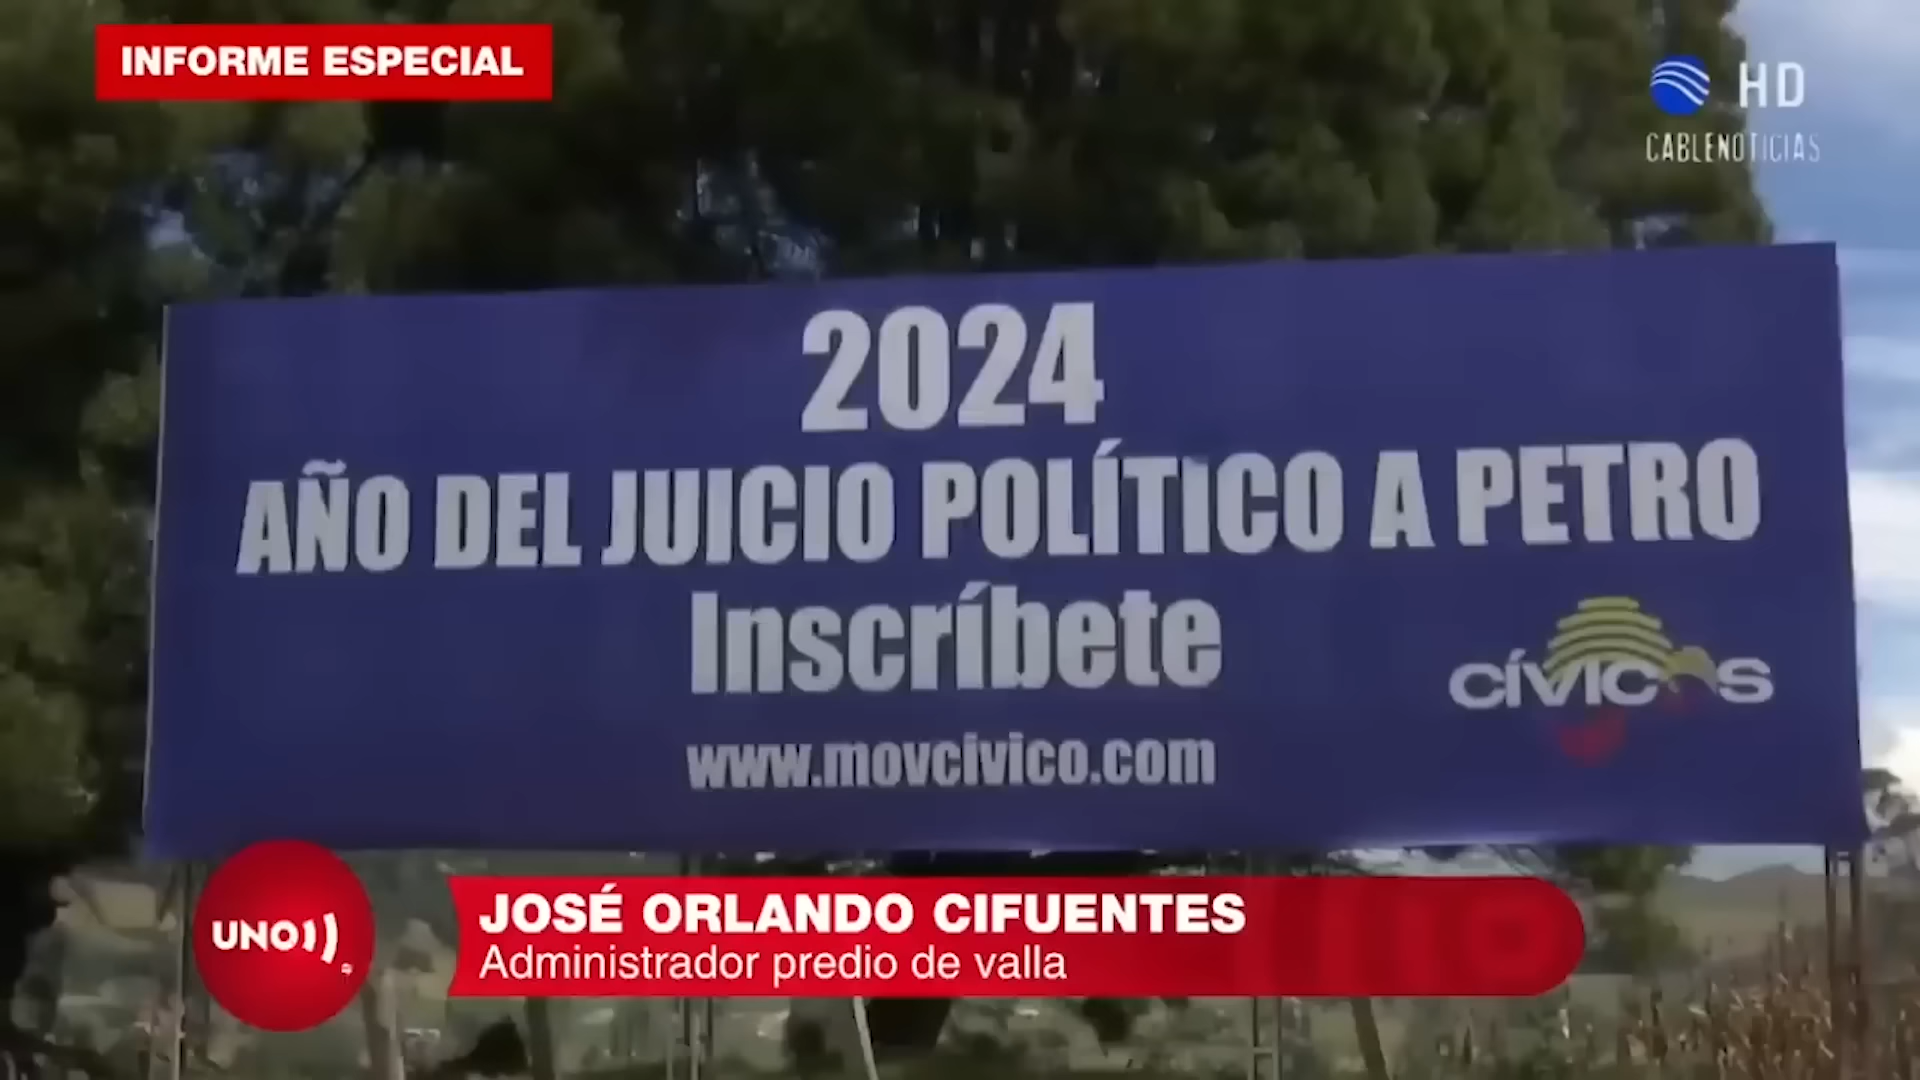 INFORME ESPECIAL
HD
CABLENOTICIAS
2024
AÑO DEL JUICIO POLÍTICO A PETRO
Inscríbete
CÍVICOS
www.movcivico.com
UNO
JOSÉ ORLANDO CIFUENTES
Administrador predio de valla